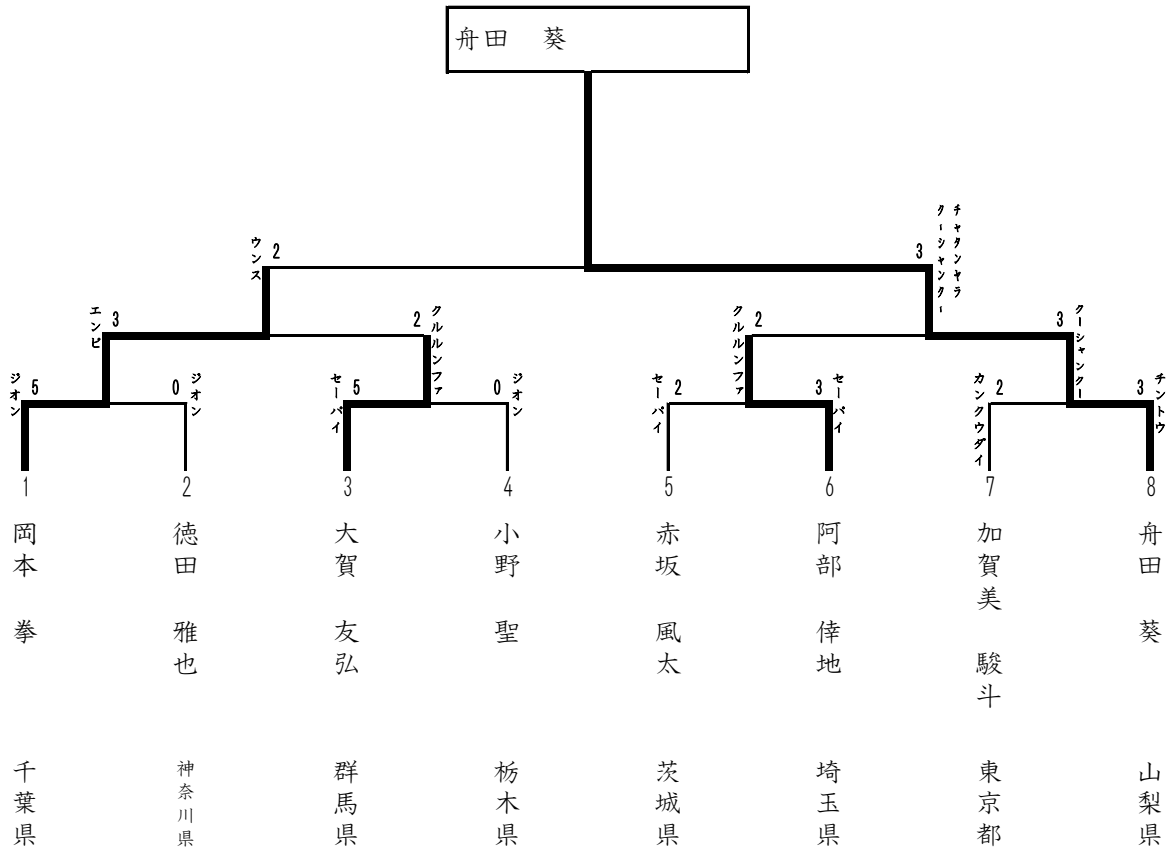 舟田　葵
2
3
ウンス
チャタンヤラ
クーシャンクー
3
2
2
3
エンピ
クルルンファ
クルルンファ
クーシャンクー
5
0
5
0
2
3
2
3
ジオン
ジオン
セーパイ
ジオン
セーパイ
セーパイ
カンクウダイ
チントウ
1
2
3
4
5
6
7
8
岡本　拳
徳田　雅也
大賀　友弘
小野　聖
赤坂　風太
阿部　倖地
加賀美　駿斗
舟田　葵
千葉県
神奈川県
群馬県
栃木県
茨城県
埼玉県
東京都
山梨県